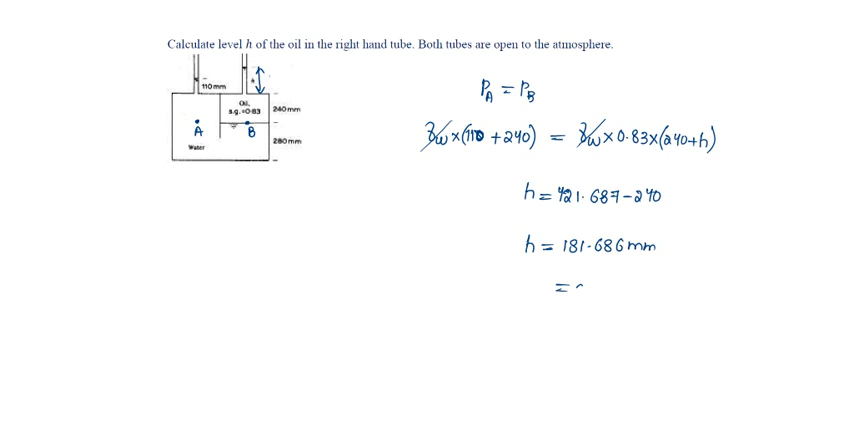 Calculate level h of the oil in the right hand tube. Both tubes are open to the atmosphere.
h
110 mm
Oil,
s.g.=0·83
240 mm
A
B
280 mm
Water
P_A = P_B
γw × (110 + 240) = γw × 0.83 × (240+h)
h = 421.687 - 240
h = 181.686 mm
=